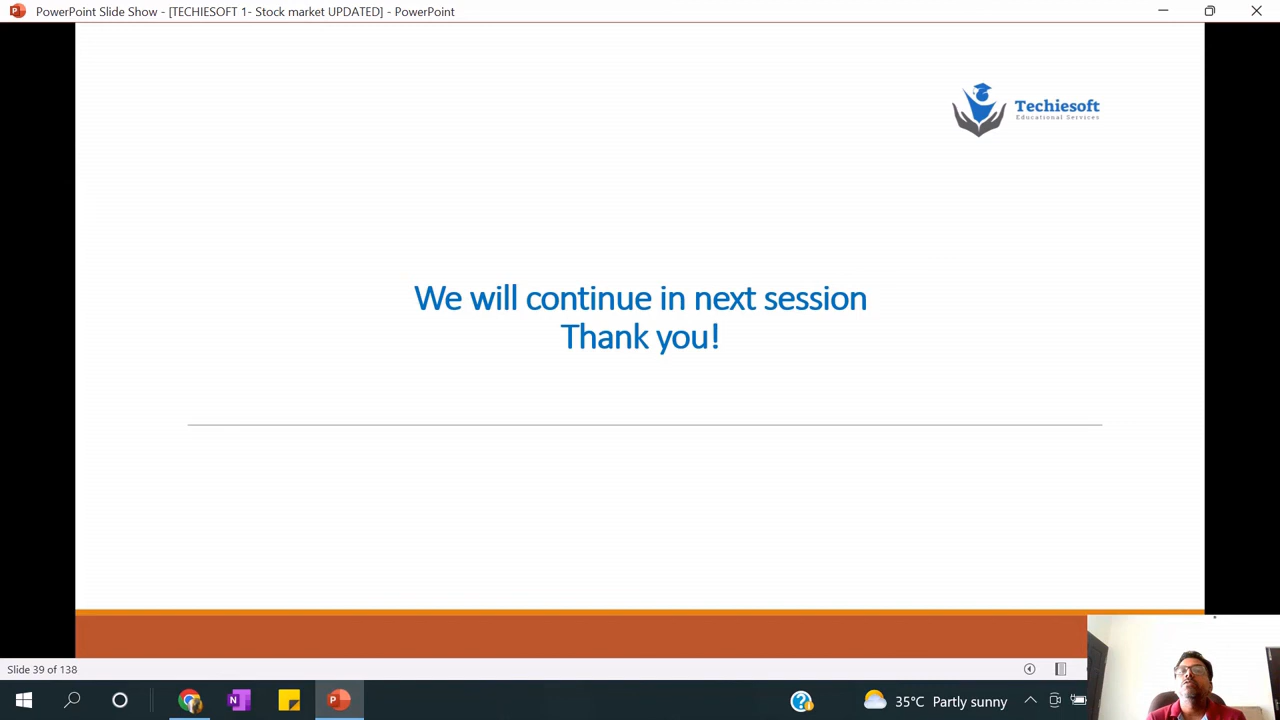 PowerPoint Slide Show - [TECHIESOFT 1- Stock market UPDATED] - PowerPoint
Techiesoft
Educational Services
We will continue in next session
Thank you!
Slide 39 of 138
35°C Partly sunny